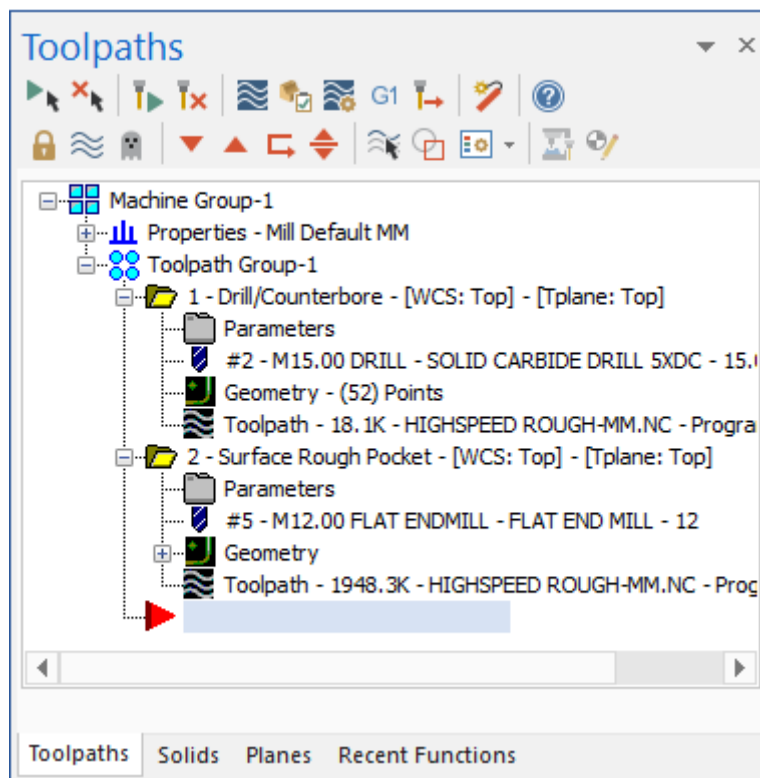 Toolpaths
G1
Machine Group-1
Properties - Mill Default MM
Toolpath Group-1
1 - Drill/Counterbore - [WCS: Top] - [Tplane: Top]
Parameters
#2 - M15.00 DRILL - SOLID CARBIDE DRILL 5XDC - 15.
Geometry - (52) Points
Toolpath - 18.1K - HIGHSPEED ROUGH-MM.NC - Progra
2 - Surface Rough Pocket - [WCS: Top] - [Tplane: Top]
Parameters
#5 - M12.00 FLAT ENDMILL - FLAT END MILL - 12
Geometry
Toolpath - 1948.3K - HIGHSPEED ROUGH-MM.NC - Prog
Toolpaths Solids Planes Recent Functions